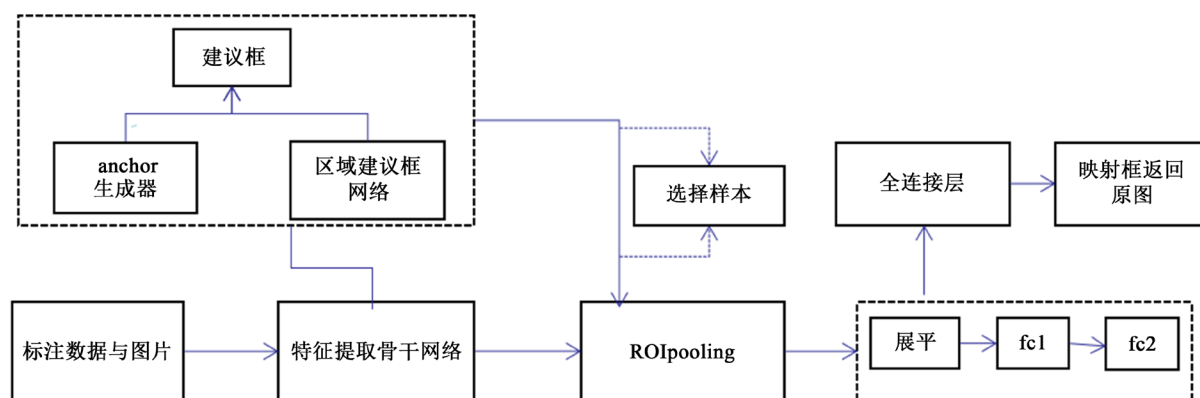 建议框
anchor
生成器
区域建议框
网络
选择样本
全连接层
映射框返回
原图
标注数据与图片
特征提取骨干网络
ROIpooling
展平
fc1
fc2